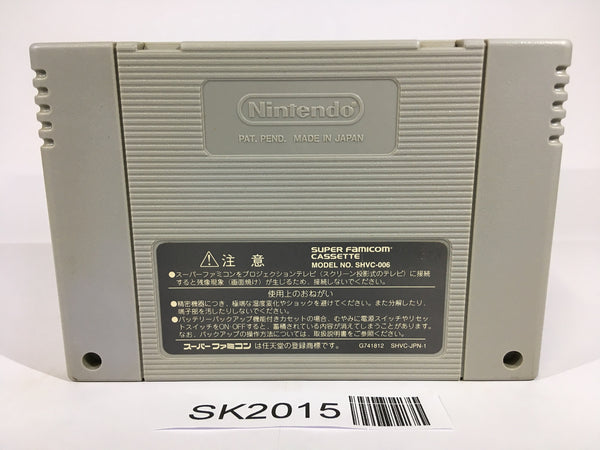 Nintendo
PAT. PEND. MADE IN JAPAN
注意
SUPER FAMICOM
CASSETTE
MODEL NO. SHVC-006
●スーパーファミコンをプロジェクションテレビ(スクリーン投影式のテレビ)に接続
すると残像現象(画面焼け)が生じるため、接続しないでください。
使用上のおねがい
●精密機器につき、極端な温度変化やショックを避けてください。また分解したり、
端子部を汚したりしないでください。
●バッテリーバックアップ機能付きカセットの場合、むやみに電源スイッチやリセ
ットスイッチをON・OFFすると、蓄積されている内容が消えてしまうことがあります。
なお、バックアップの操作方法については、取扱説明書をご参照ください。
スーパーファミコン は任天堂の登録商標です。
G741812 SHVC-JPN-1
SK2015